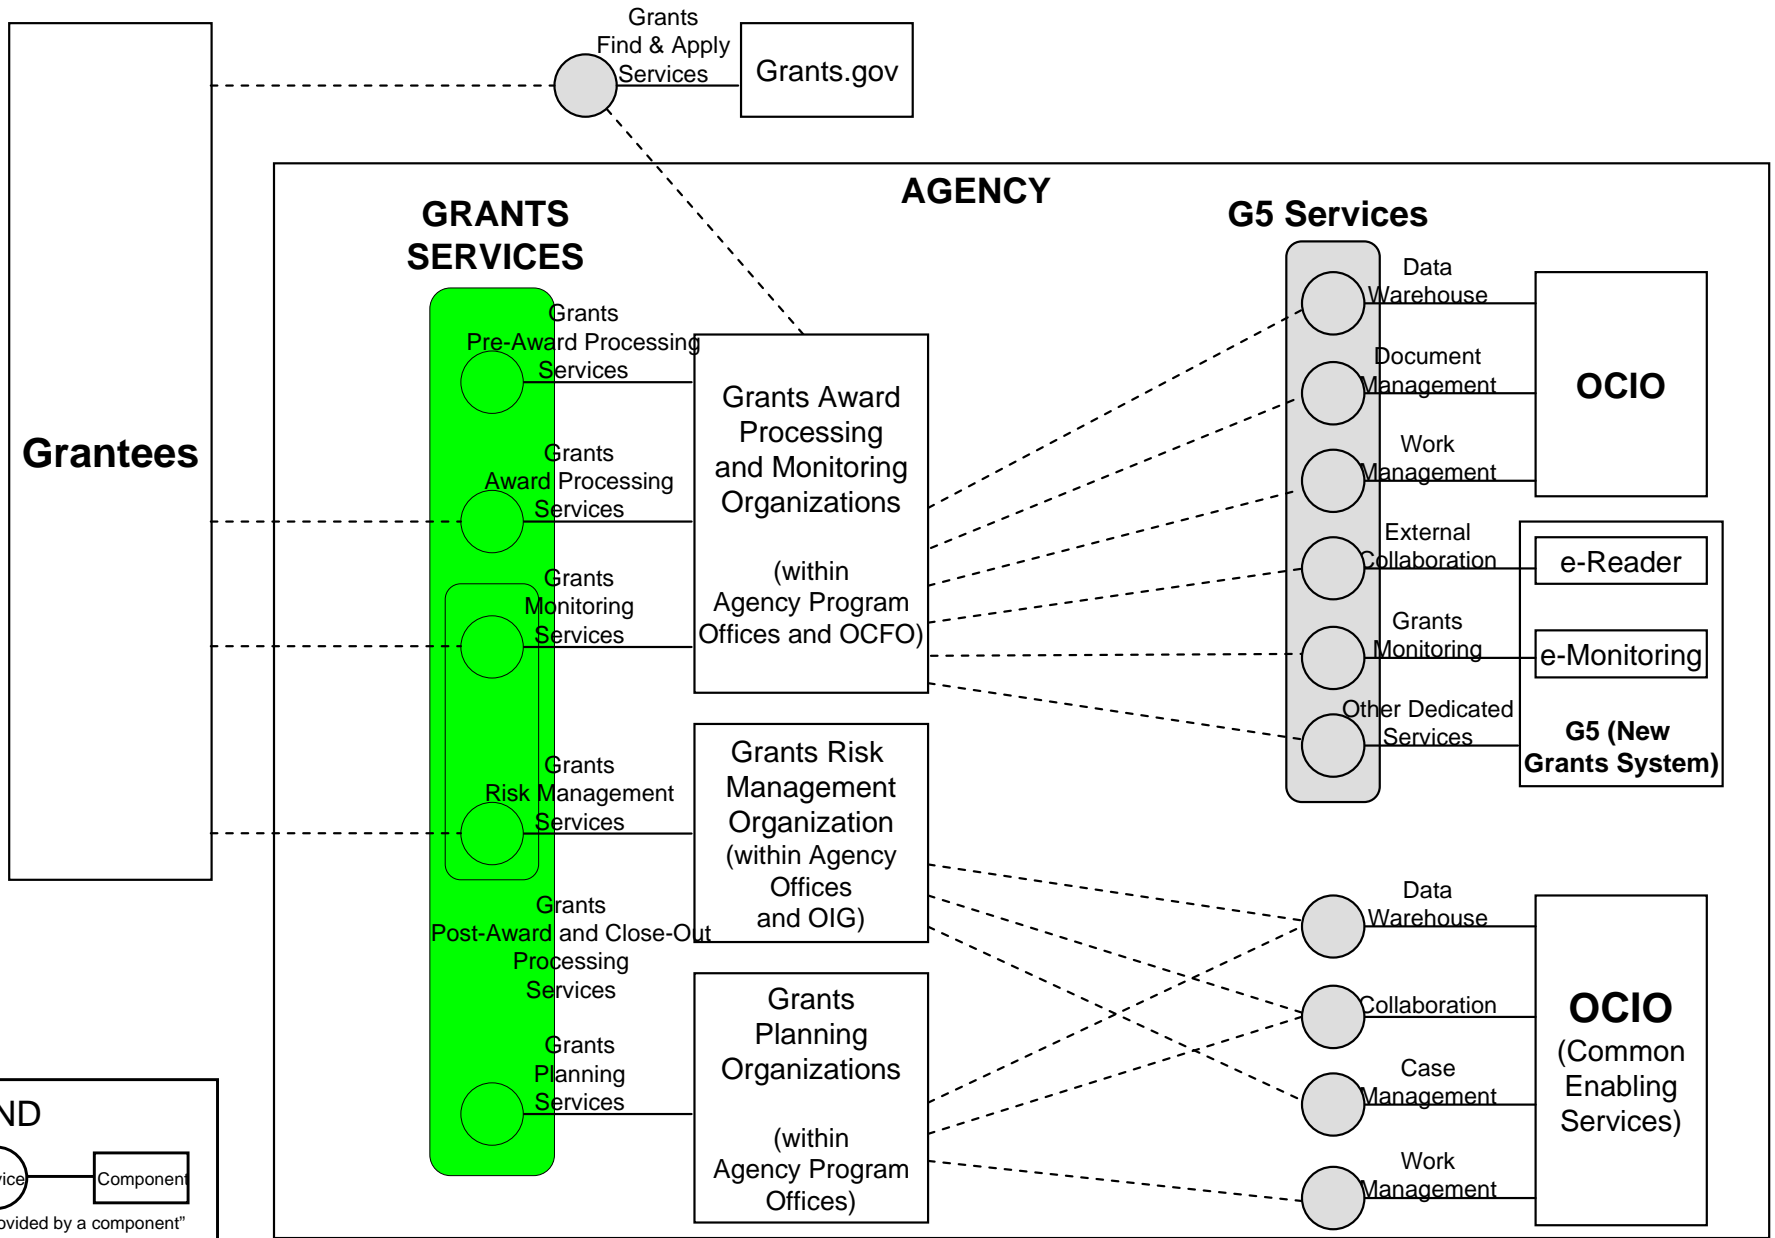 Grants
Find & Apply
Services
Grants.gov
Grantees
AGENCY
GRANTS
SERVICES
Grants
Pre-Award Processing
Services
Grants
Award Processing
Services
Grants
Monitoring
Services
Grants
Risk Management
Services
Grants
Post-Award and Close-Out
Processing
Services
Grants
Planning
Services
Grants Award
Processing
and Monitoring
Organizations
(within
Agency Program
Offices and OCFO)
Grants Risk
Management
Organization
(within Agency
Offices
and OIG)
Grants
Planning
Organizations
(within
Agency Program
Offices)
G5 Services
Data
Warehouse
Document
Management
Work
Management
External
Collaboration
Grants
Monitoring
Other Dedicated
Services
OCIO
e-Reader
e-Monitoring
G5 (New
Grants System)
Data
Warehouse
Collaboration
Case
Management
Work
Management
OCIO
(Common
Enabling
Services)
Component
by a component”